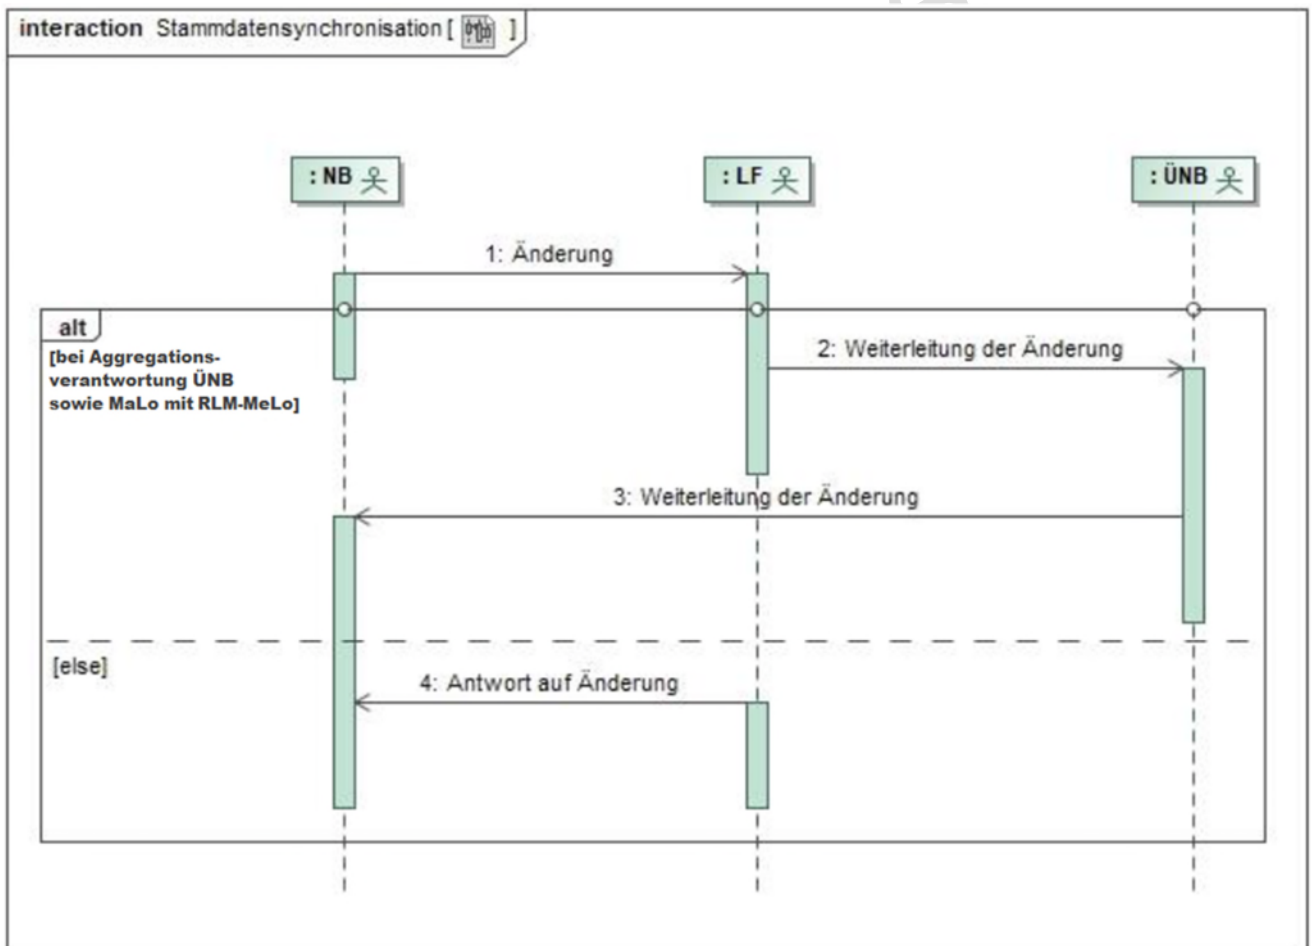 interaction Stammdatensynchronisation [ ]
: NB
: LF
: ÜNB
1: Änderung
alt
[bei Aggregations-
verantwortung ÜNB
sowie MaLo mit RLM-MeLo]
2: Weiterleitung der Änderung
3: Weiterleitung der Änderung
[else]
4: Antwort auf Änderung